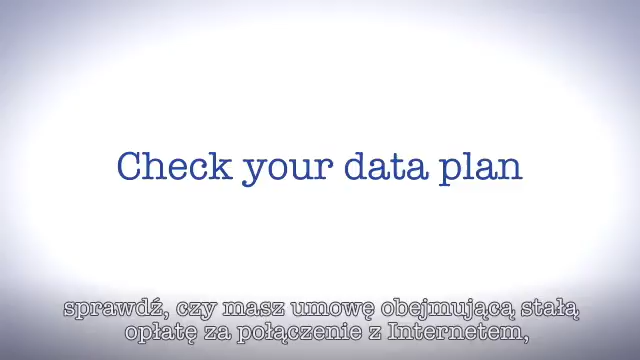 Check your data plan
sprawdź, czy masz umowę obejmującą stałą
opłatę za połączenie z Internetem,